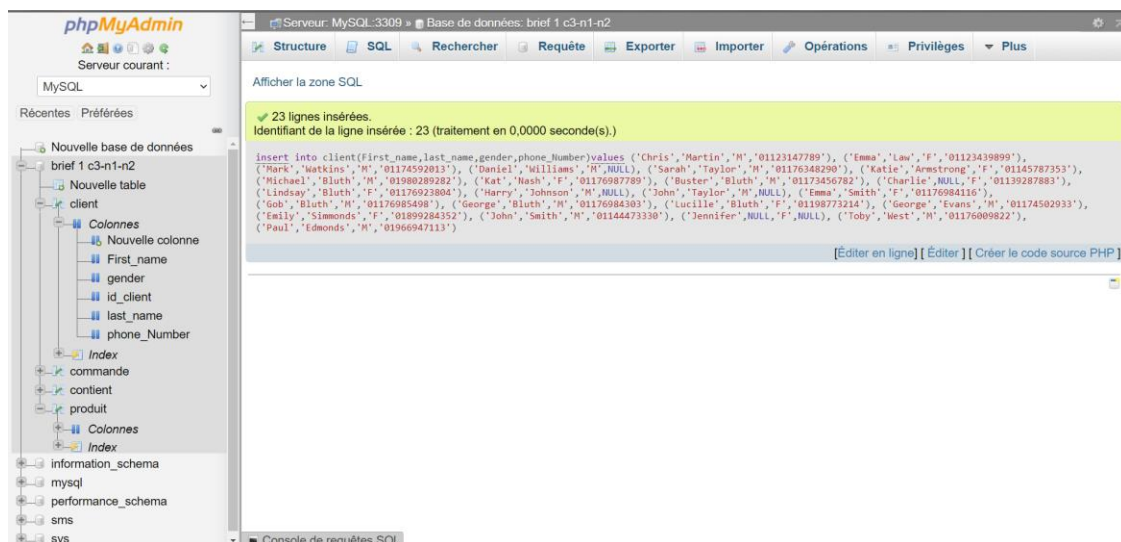 phpMyAdmin
Serveur courant :
MySQL
Récentes Préférées
Nouvelle base de données
brief 1 c3-n1-n2
Nouvelle table
client
Colonnes
Nouvelle colonne
First_name
gender
id_client
last_name
phone_Number
Index
commande
contient
produit
Colonnes
Index
information_schema
mysql
performance_schema
sms
sys
Serveur: MySQL:3309 » Base de données: brief 1 c3-n1-n2
Structure SQL Rechercher Requête Exporter Importer Opérations Privilèges Plus
Afficher la zone SQL
23 lignes insérées.
Identifiant de la ligne insérée : 23 (traitement en 0,0000 seconde(s).)
insert into client(First_name,last_name,gender,phone_Number)values ('Chris','Martin','M','01123147789'), ('Emma','Law','F','01123439899'),
('Mark','Watkins','M','01174592013'), ('Daniel','Williams','M',NULL), ('Sarah','Taylor','M','01176348290'), ('Katie','Armstrong','F','01145787353'),
('Michael','Bluth','M','01980289282'), ('Kat','Nash','F','01176987789'), ('Buster','Bluth','M','01173456782'), ('Charlie',NULL,'F','01139287883'),
('Lindsay','Bluth','F','01176923804'), ('Harry','Johnson','M',NULL), ('John','Taylor','M',NULL), ('Emma','Smith','F','01176984116'),
('Gob','Bluth','M','01176985498'), ('George','Bluth','M','01176984303'), ('Lucille','Bluth','F','01198773214'), ('George','Evans','M','01174502933'),
('Emily','Simmonds','F','01899284352'), ('John','Smith','M','01144473330'), ('Jennifer',NULL,'F',NULL), ('Toby','West','M','01176009822'),
('Paul','Edmonds','M','01966947113')
[Éditer en ligne] [ Éditer ] [ Créer le code source PHP ]
Console de requêtes SQL